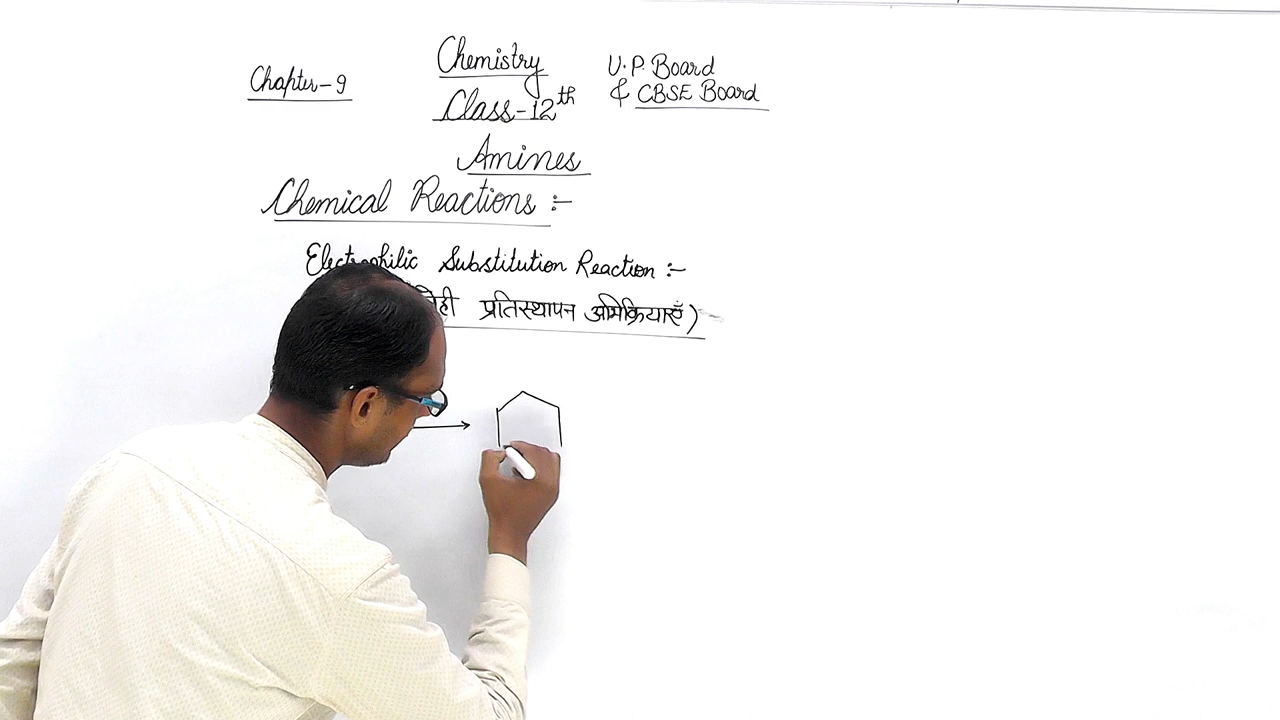 Chemistry
Chapter-9
U.P. Board
& CBSE Board
Class-12th
Amines
Chemical Reactions :-
Electrophilic Substitution Reaction :-
प्रतिस्थापन अभिक्रियाएँ)